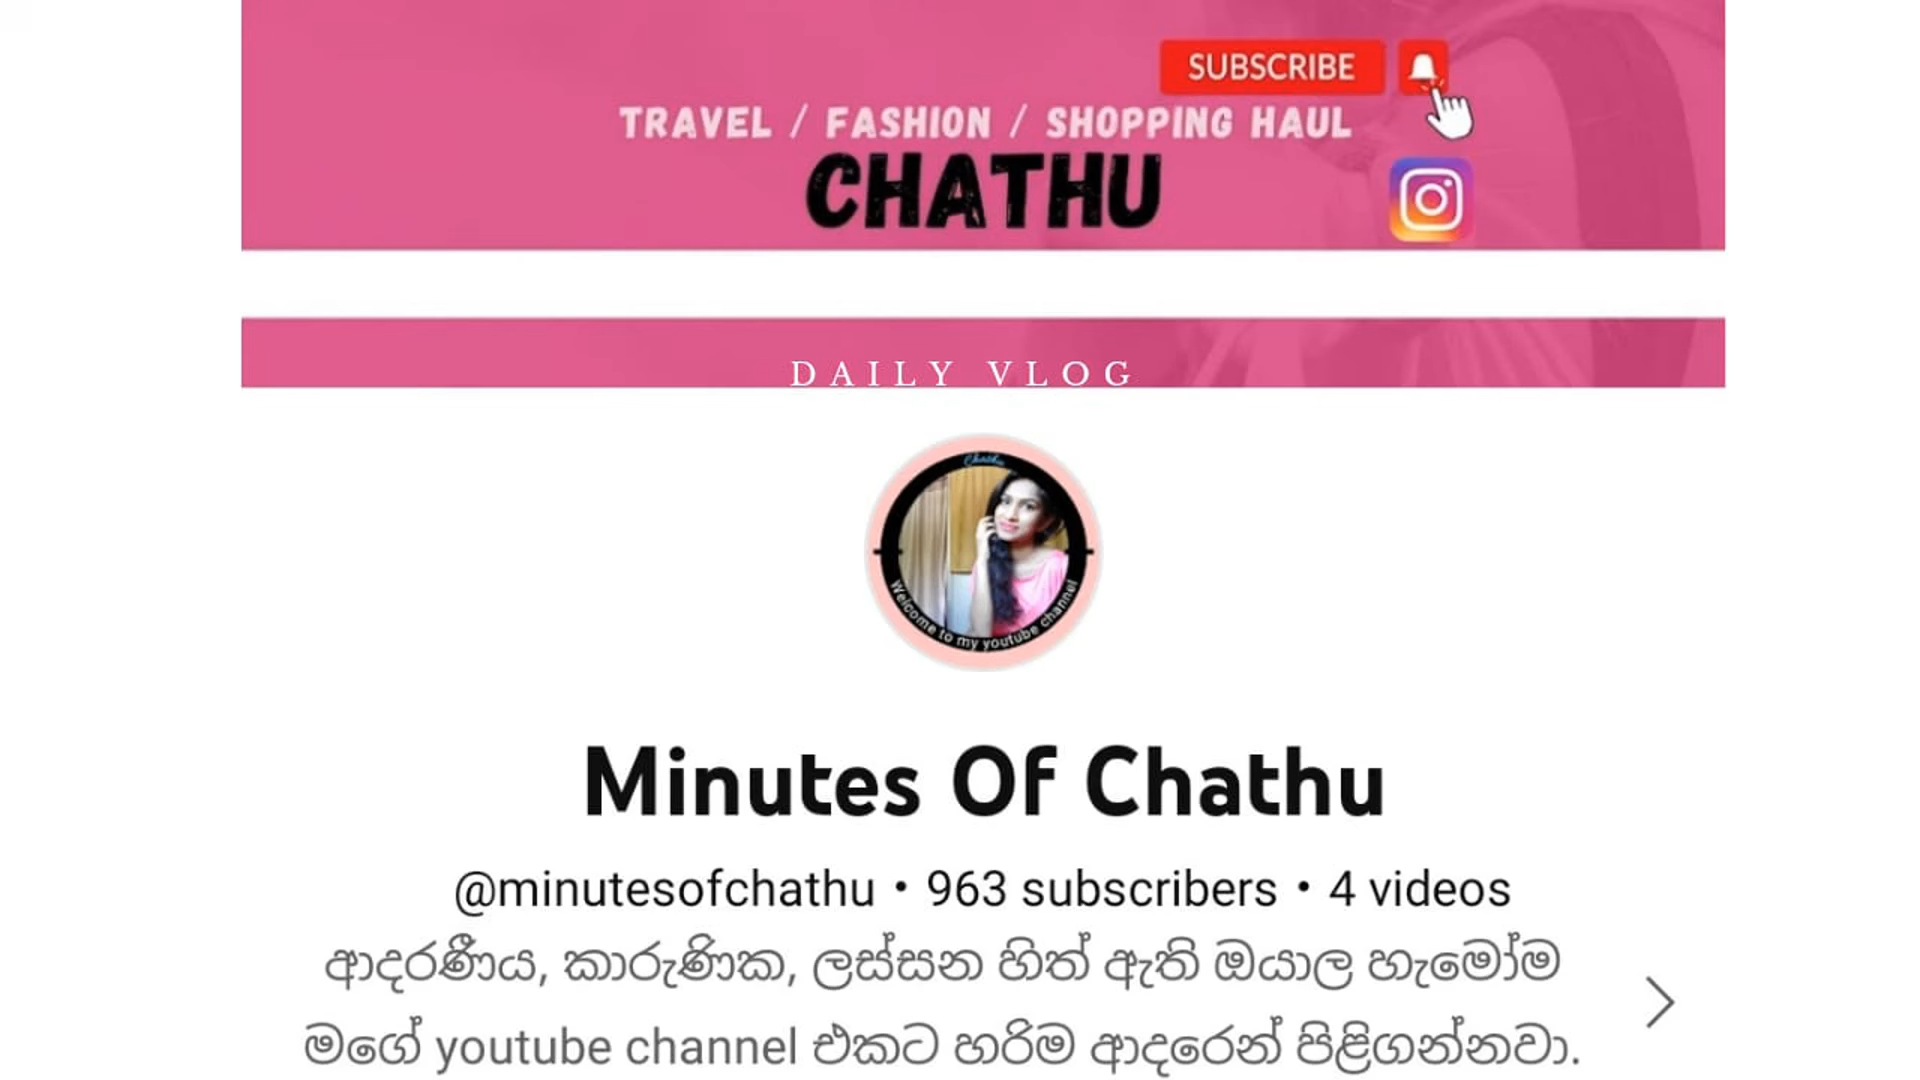 SUBSCRIBE
TRAVEL / FASHION / SHOPPING HAUL
CHATHU
DAILY VLOG
Chathu
Welcome to my youtube channel
Minutes Of Chathu
@minutesofchathu • 963 subscribers • 4 videos
ආදරණීය, කාරුණික, ලස්සන හිත් ඇති ඔයාල හැමෝම
මගේ youtube channel එකට හරිම ආදරෙන් පිළිගන්නවා.